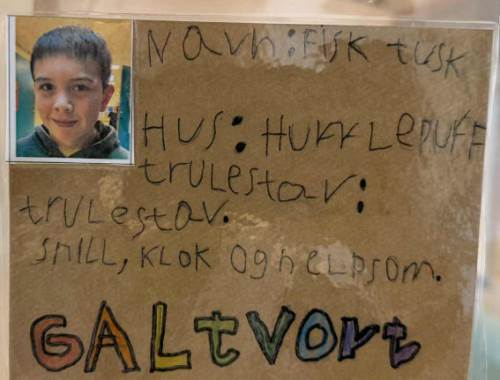 Navn: Fisk tusk
HUS: HUFFLEPUFF
trulestav:
trulestav.
snill, klok og helpsom.
GALtVORt